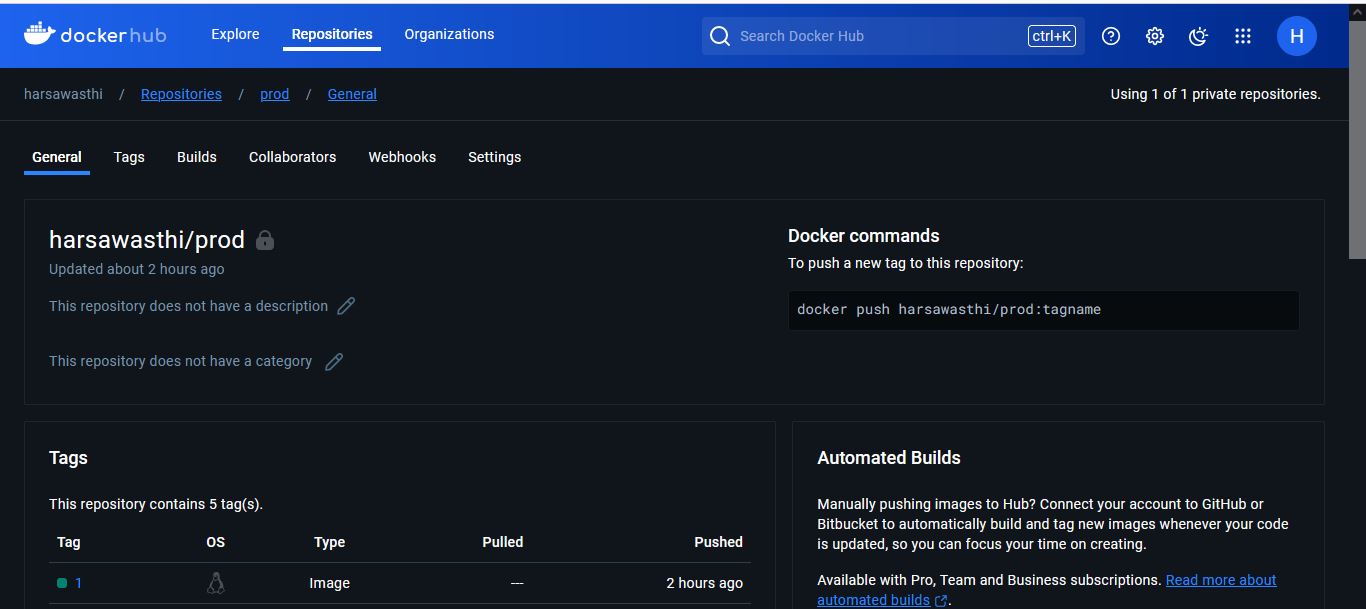 dockerhub Explore Repositories Organizations Search Docker Hub ctrl+K H
harsawasthi / Repositories / prod / General Using 1 of 1 private repositories.
General Tags Builds Collaborators Webhooks Settings
harsawasthi/prod
Updated about 2 hours ago
This repository does not have a description
This repository does not have a category
Docker commands
To push a new tag to this repository:
docker push harsawasthi/prod:tagname
Tags
This repository contains 5 tag(s).
Tag OS Type Pulled Pushed
1 Image --- 2 hours ago
Automated Builds
Manually pushing images to Hub? Connect your account to GitHub or
Bitbucket to automatically build and tag new images whenever your code
is updated, so you can focus your time on creating.
Available with Pro, Team and Business subscriptions. Read more about
automated builds.